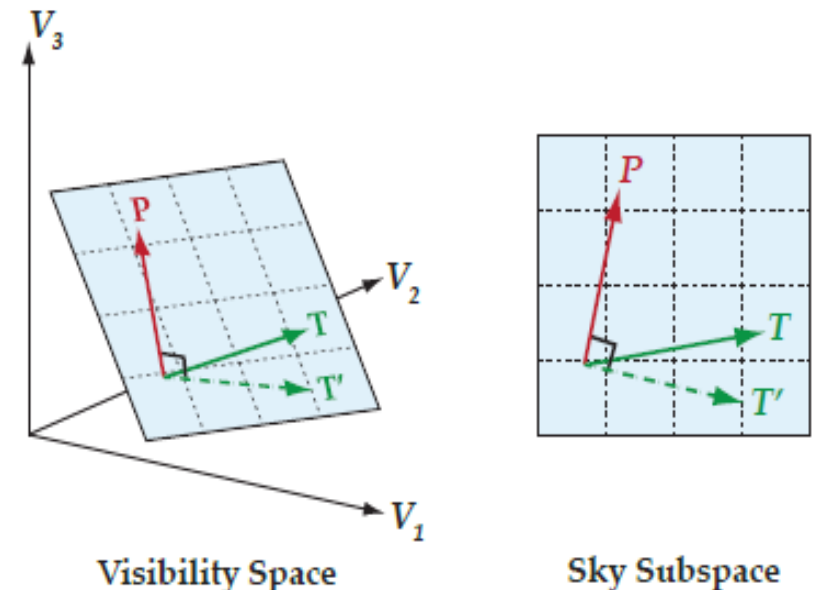 V3
P
V2
T
T′
V1
Visibility Space
P
T
T′
Sky Subspace